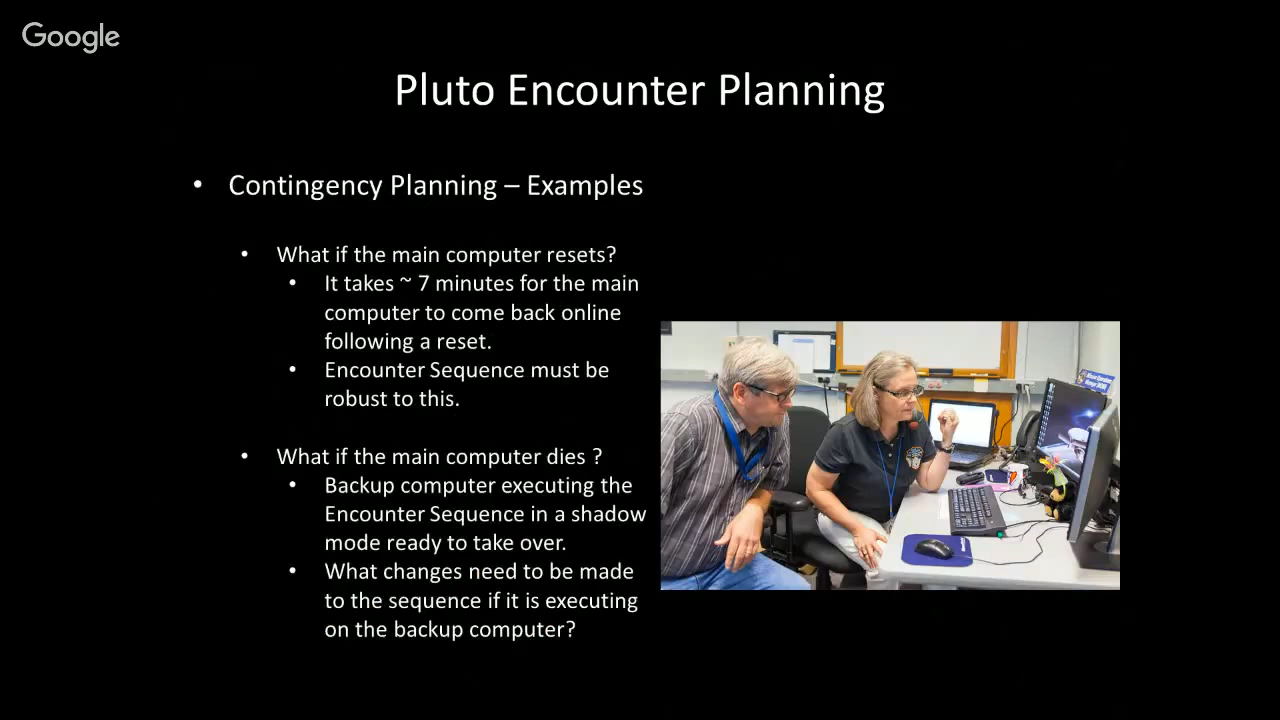 Google
Pluto Encounter Planning
• Contingency Planning – Examples
• What if the main computer resets?
• It takes ~ 7 minutes for the main
computer to come back online
following a reset.
• Encounter Sequence must be
robust to this.
• What if the main computer dies ?
• Backup computer executing the
Encounter Sequence in a shadow
mode ready to take over.
• What changes need to be made
to the sequence if it is executing
on the backup computer?